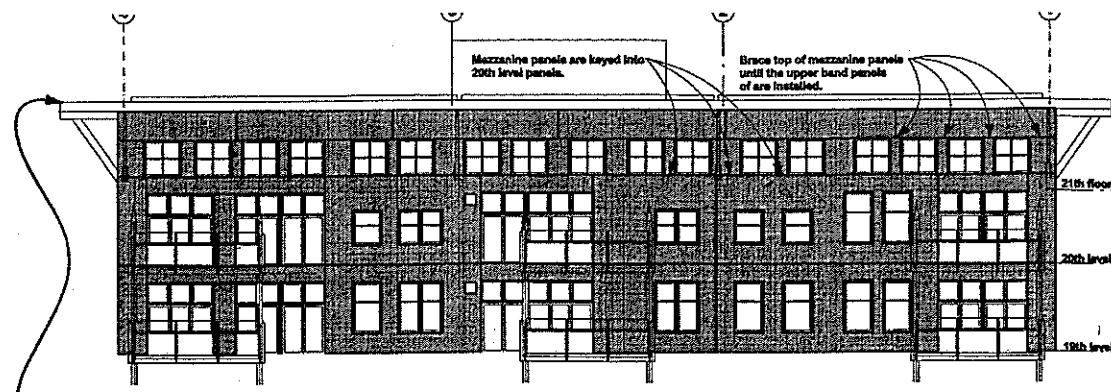 Mezzanine panels are keyed into
20th level panels.
Brace top of mezzanine panels
until the upper band panels
of are installed.
21th floor
20th level
19th level